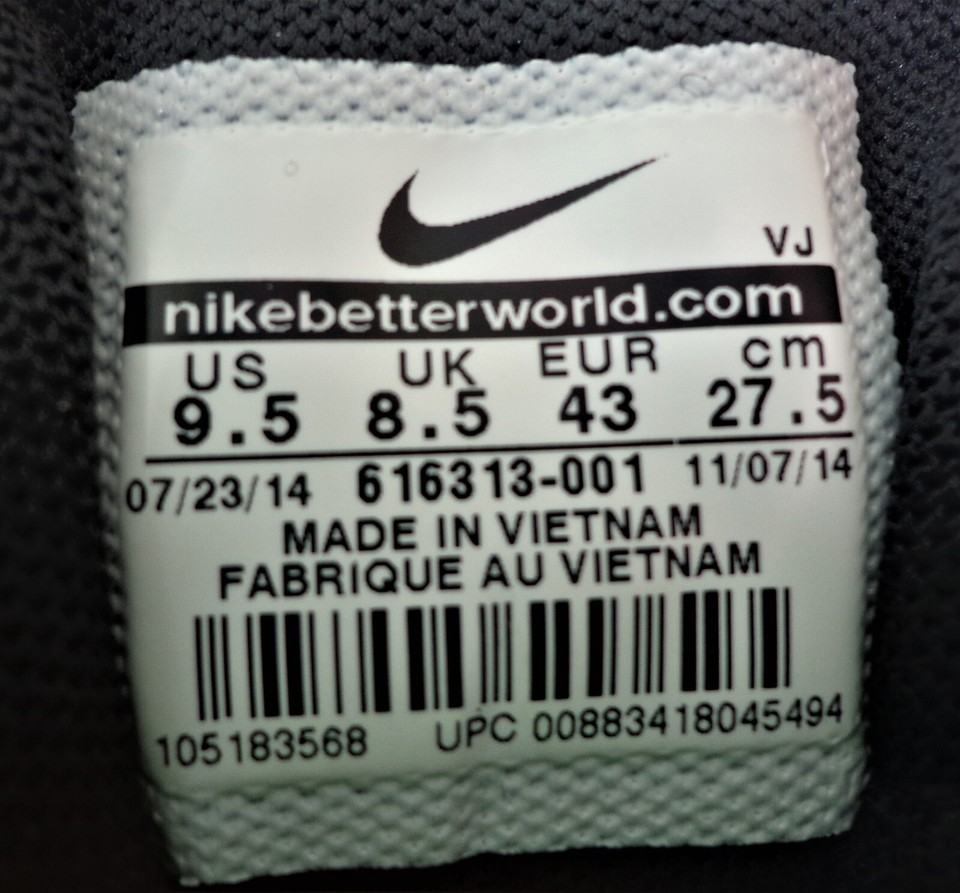 VJ
nikebetterworld.com
US UK EUR cm
9.5 8.5 43 27.5
07/23/14 616313-001 11/07/14
MADE IN VIETNAM
FABRIQUE AU VIETNAM
105183568 UPC 00883418045494